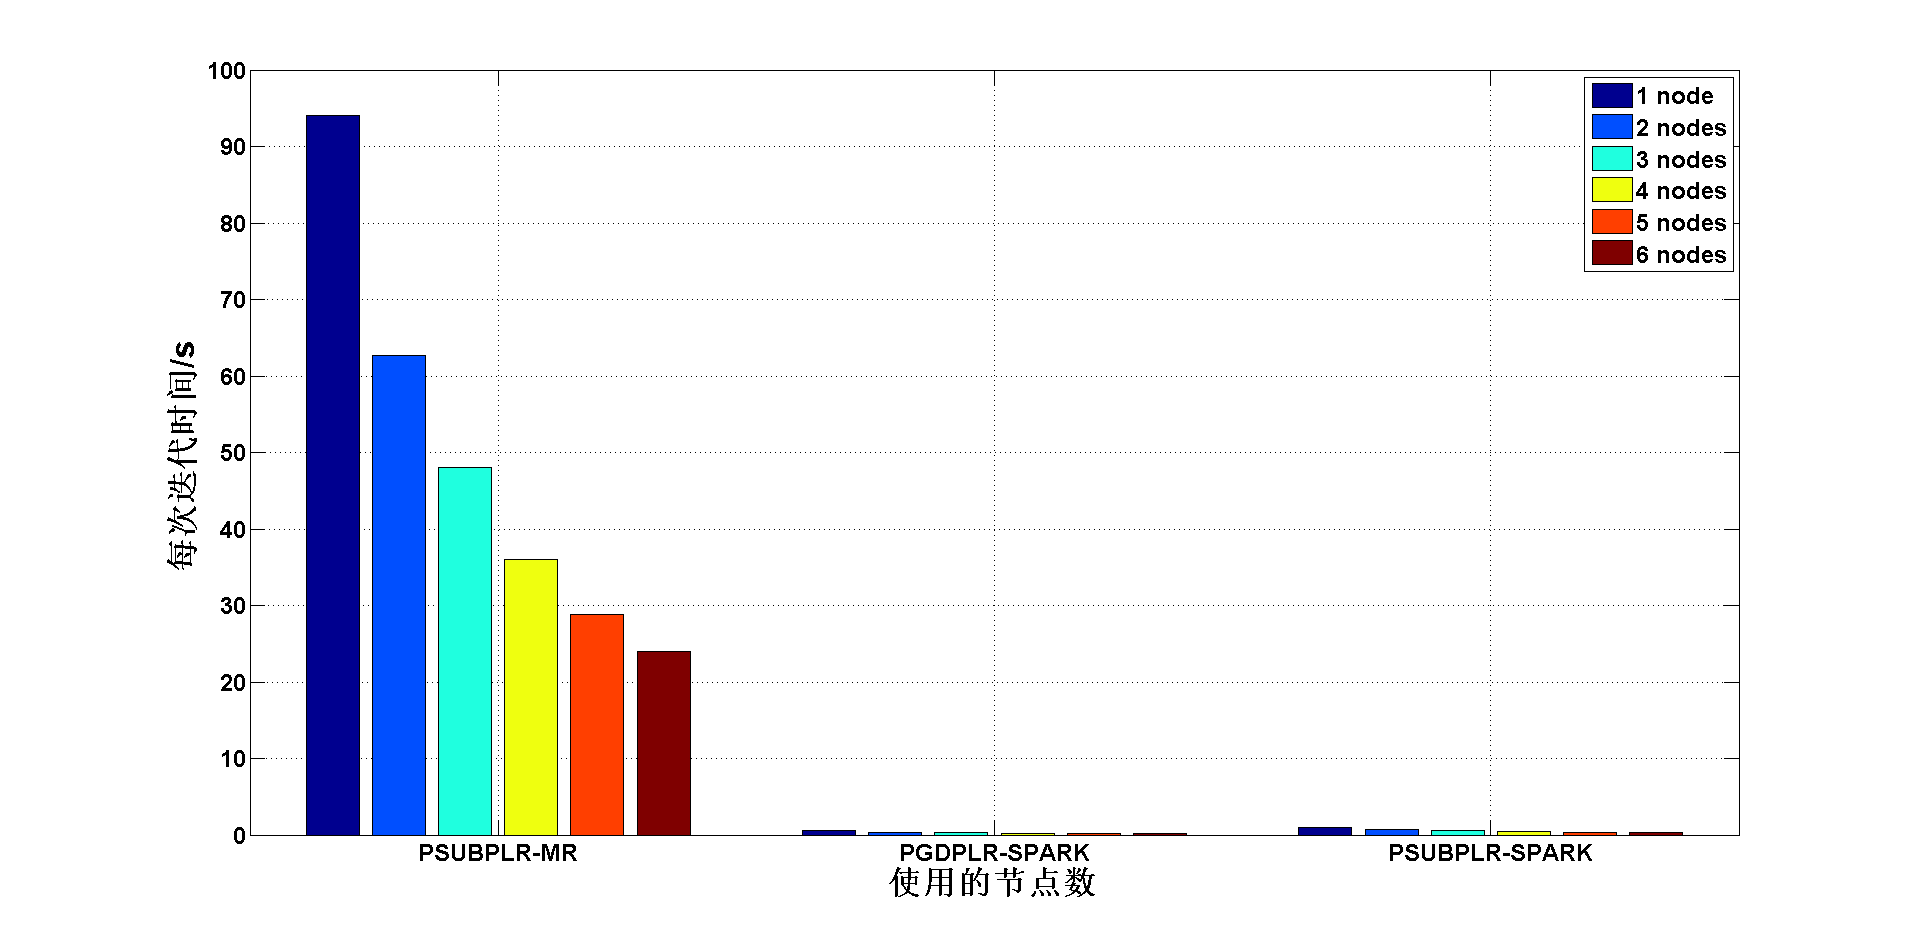 100
90
80
70
60
50
40
30
20
10
0
每次迭代时间/s
1 node
2 nodes
3 nodes
4 nodes
5 nodes
6 nodes
PSUBPLR-MR
PGDPLR-SPARK
PSUBPLR-SPARK
使用的节点数